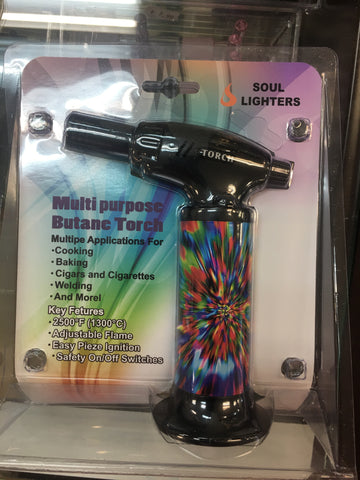 SOUL
LIGHTERS
TORCH
Multi purpose
Butane Torch
Multipe Applications For
•Cooking
•Baking
•Cigars and Cigarettes
•Welding
•And More!
Key Fetures
•2500°F (1300°C)
•Adjustable Flame
•Easy Pieze Ignition
•Safety On/Off Switches